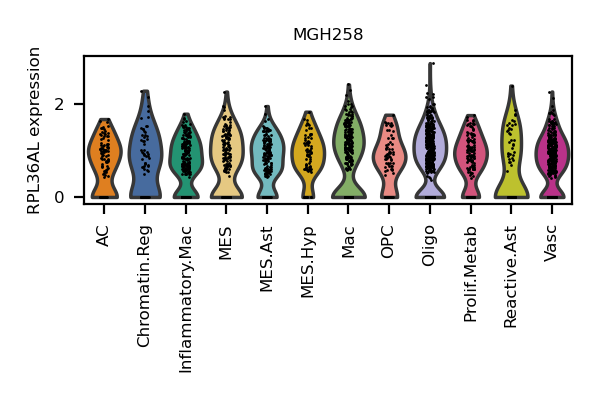 MGH258
RPL36AL expression
2
0
AC
Chromatin.Reg
Inflammatory.Mac
MES
MES.Ast
MES.Hyp
Mac
OPC
Oligo
Prolif.Metab
Reactive.Ast
Vasc